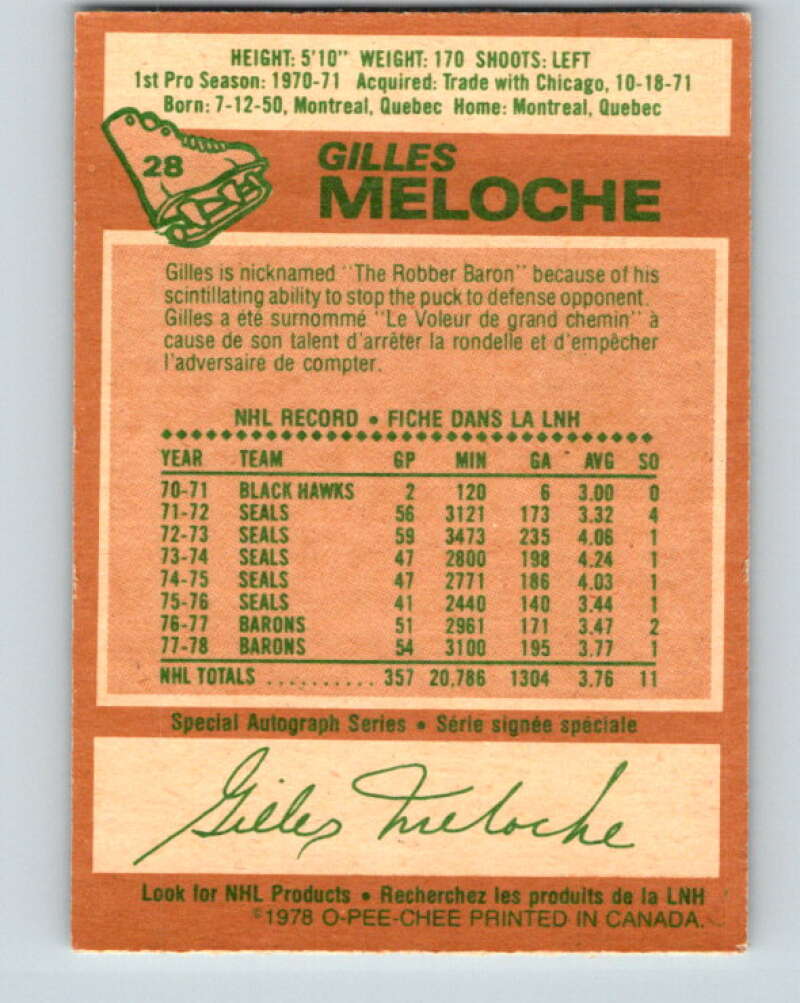 HEIGHT: 5'10" WEIGHT: 170 SHOOTS: LEFT
1st Pro Season: 1970-71 Acquired: Trade with Chicago, 10-18-71
Born: 7-12-50, Montreal, Quebec Home: Montreal, Quebec
28
GILLES
MELOCHE
Gilles is nicknamed "The Robber Baron" because of his
scintillating ability to stop the puck to defense opponent.
Gilles a été surnommé "Le Voleur de grand chemin" à
cause de son talent d'arrêter la rondelle et d'empêcher
l'adversaire de compter.
NHL RECORD • FICHE DANS LA LNH
YEAR TEAM GP MIN GA AVG SO
70-71 BLACK HAWKS 2 120 6 3.00 0
71-72 SEALS 56 3121 173 3.32 4
72-73 SEALS 59 3473 235 4.06 1
73-74 SEALS 47 2800 198 4.24 1
74-75 SEALS 47 2771 186 4.03 1
75-76 SEALS 41 2440 140 3.44 1
76-77 BARONS 51 2961 171 3.47 2
77-78 BARONS 54 3100 195 3.77 1
NHL TOTALS .......... 357 20,786 1304 3.76 11
Special Autograph Series • Série signée spéciale
Gilles Meloche
Look for NHL Products • Recherchez les produits de la LNH
©1978 O-PEE-CHEE PRINTED IN CANADA.